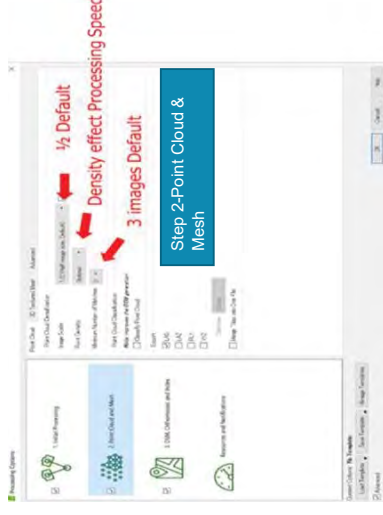 Processing Options
1. Initial Processing
2. Point Cloud and Mesh
3. DSM, Orthomosaic and Index
Resources and Notifications
Point Cloud 3D Textured Mesh Advanced
Point Cloud Densification
Image Scale 1/2 (Half image size, Default)
½ Default
Point Density Optimal
Density effect Processing Speed
Minimum Number of Matches 3
3 images Default
Point Cloud Classification
Classify Point Cloud
Export
LAS
LAZ
PLY
XYZ
Merge Tiles into One File
Step 2-Point Cloud &
Mesh
Current Options: No Template
Load Template Save Template Manage Templates
Advanced
OK Cancel Help